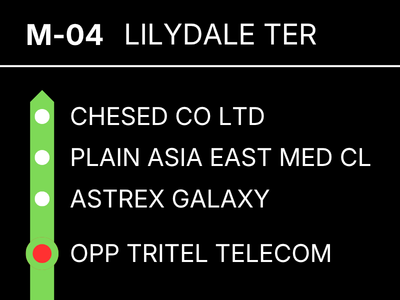 M-04 LILYDALE TER
CHESED CO LTD
PLAIN ASIA EAST MED CL
ASTREX GALAXY
OPP TRITEL TELECOM